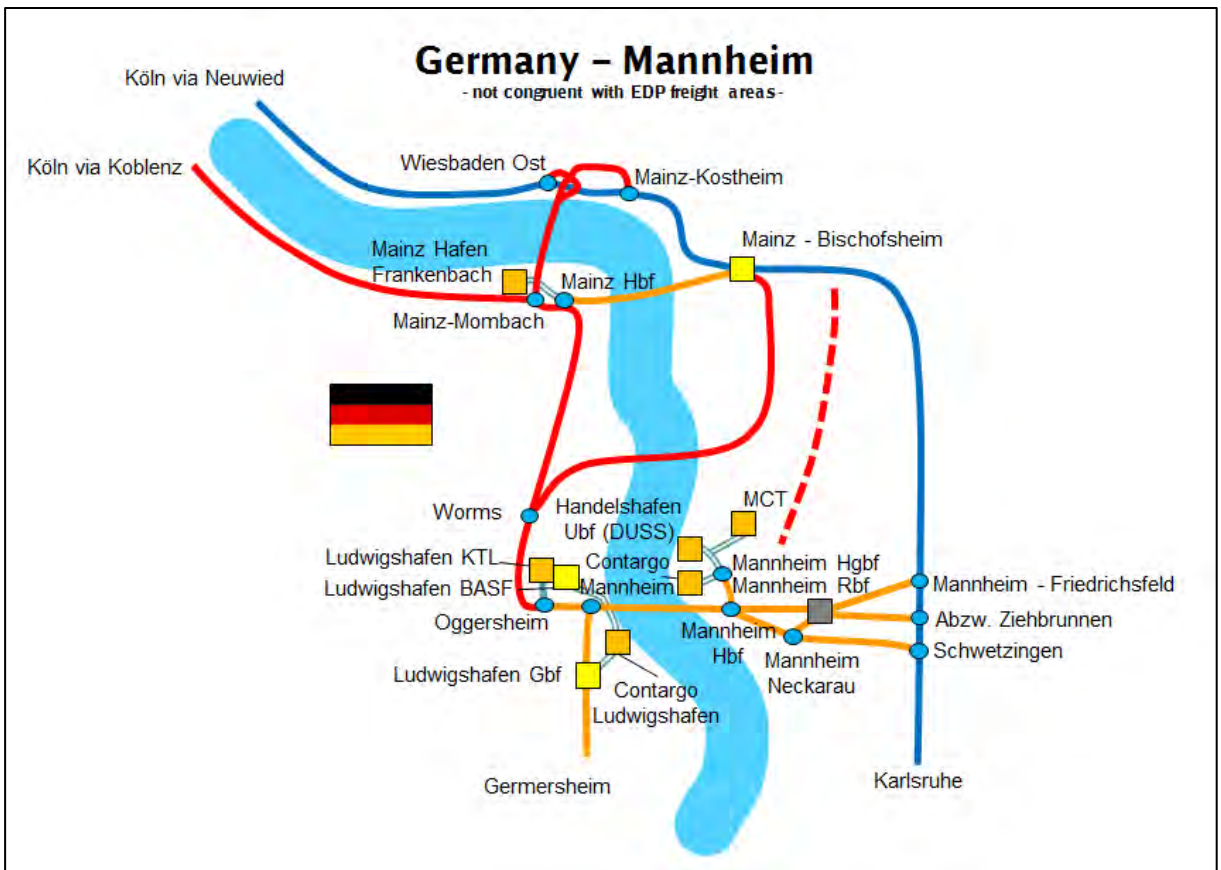 Germany – Mannheim
- not congruent with EDP freight areas -
Köln via Neuwied
Köln via Koblenz
Wiesbaden Ost
Mainz-Kostheim
Mainz - Bischofsheim
Mainz Hafen
Frankenbach
Mainz Hbf
Mainz-Mombach
Worms
Handelshafen
Ubf (DUSS)
MCT
Ludwigshafen KTL
Ludwigshafen BASF
Contargo
Mannheim
Mannheim Hgbf
Mannheim Rbf
Mannheim - Friedrichsfeld
Oggersheim
Mannheim
Hbf
Mannheim
Neckarau
Abzw. Ziehbrunnen
Schwetzingen
Ludwigshafen Gbf
Contargo
Ludwigshafen
Germersheim
Karlsruhe